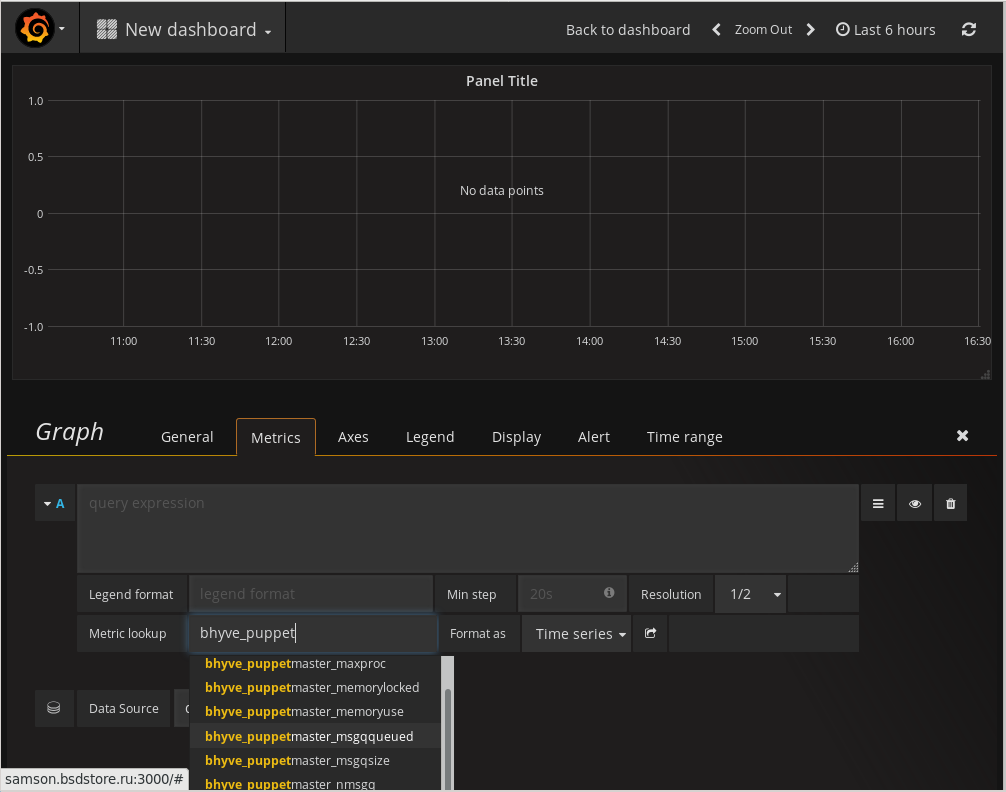 New dashboard Back to dashboard Zoom Out Last 6 hours
Panel Title
1.0
0.5
No data points
0
-0.5
-1.0
11:00 11:30 12:00 12:30 13:00 13:30 14:00 14:30 15:00 15:30 16:00 16:30
Graph General Metrics Axes Legend Display Alert Time range
A query expression
Legend format legend format Min step 20s Resolution 1/2
Metric lookup bhyve_puppet Format as Time series
bhyve_puppetmaster_maxproc
bhyve_puppetmaster_memorylocked
Data Source
bhyve_puppetmaster_memoryuse
bhyve_puppetmaster_msgqqueued
bhyve_puppetmaster_msgqsize
samson.bsdstore.ru:3000/#
bhyve_puppetmaster_nmsgq